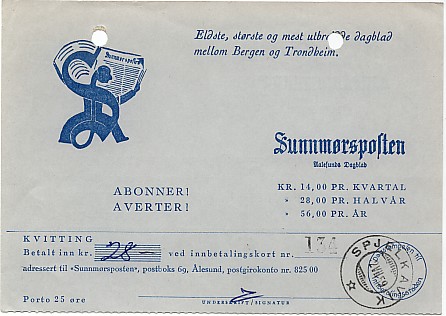 Eldste, største og mest utbredte dagblad
mellom Bergen og Trondheim.
Sunnmørsposten
Sunnmørsposten
Aalesunds Dagblad
ABONNER!
AVERTER!
KR. 14,00 PR. KVARTAL
» 28,00 PR. HALVÅR
» 56,00 PR. ÅR
KVITTING
Betalt inn kr. 28- ved innbetalingskort nr. 134
adressert til «Sunnmørsposten», postboks 69, Ålesund, postgirokonto nr. 825 00
Porto 25 øre
UNDERSKRIFT/SIGNATUR
SPJELKAVIK